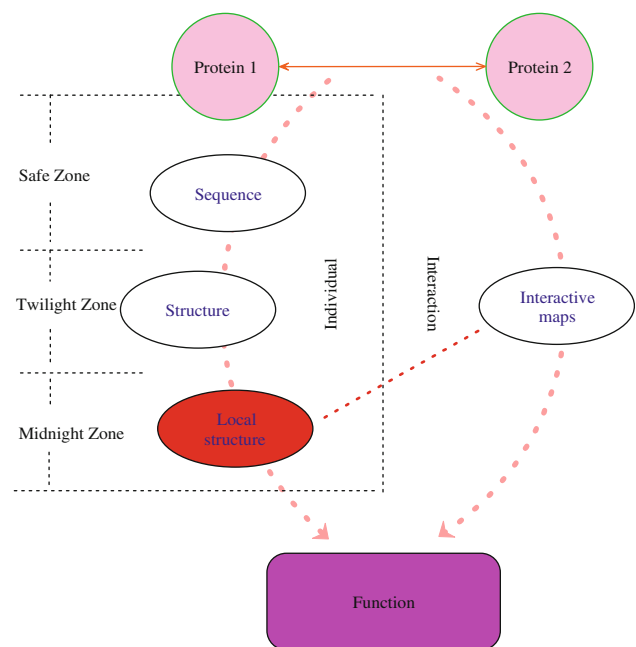 Protein 1
Protein 2
Safe Zone
Sequence
Twilight Zone
Structure
Individual
Interaction
Interactive
maps
Midnight Zone
Local
structure
Function